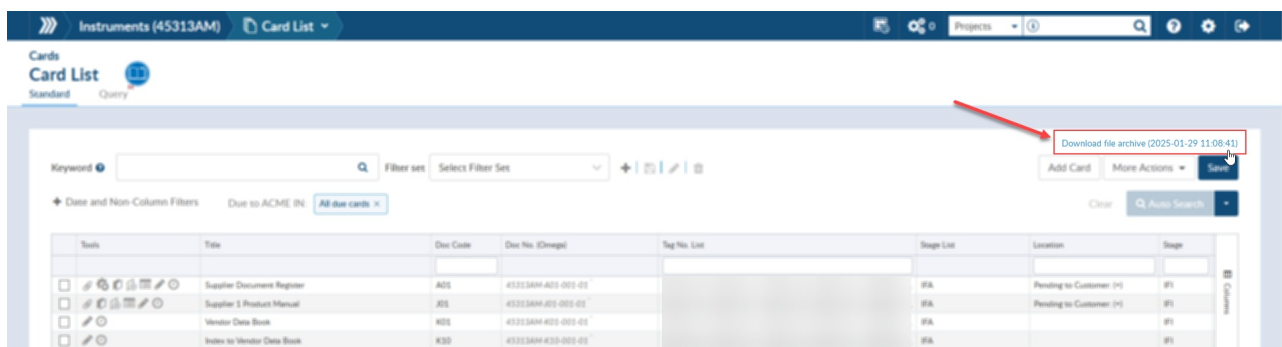 Instruments (45313AM) Card List 0 Projects
Cards
Card List
Standard Query
Download file archive (2025-01-29 11:08:41)
Keyword Filter set Select Filter Set Add Card More Actions Save
Date and Non-Column Filters Due to ACME IN: All due cards × Clear Auto Search
Tools Title Doc Code Doc No. (Omega) Tag No. List Stage List Location Stage
Columns
Supplier Document Register A01 45313AM-A01-001-01 IFA Pending to Customer: (=) IFI
Supplier 1 Product Manual J01 45313AM-J01-001-01 IFA Pending to Customer: (=) IFI
Vendor Data Book K01 45313AM-K01-001-01 IFA IFI
Index to Vendor Data Book K10 45313AM-K10-001-01 IFA IFI